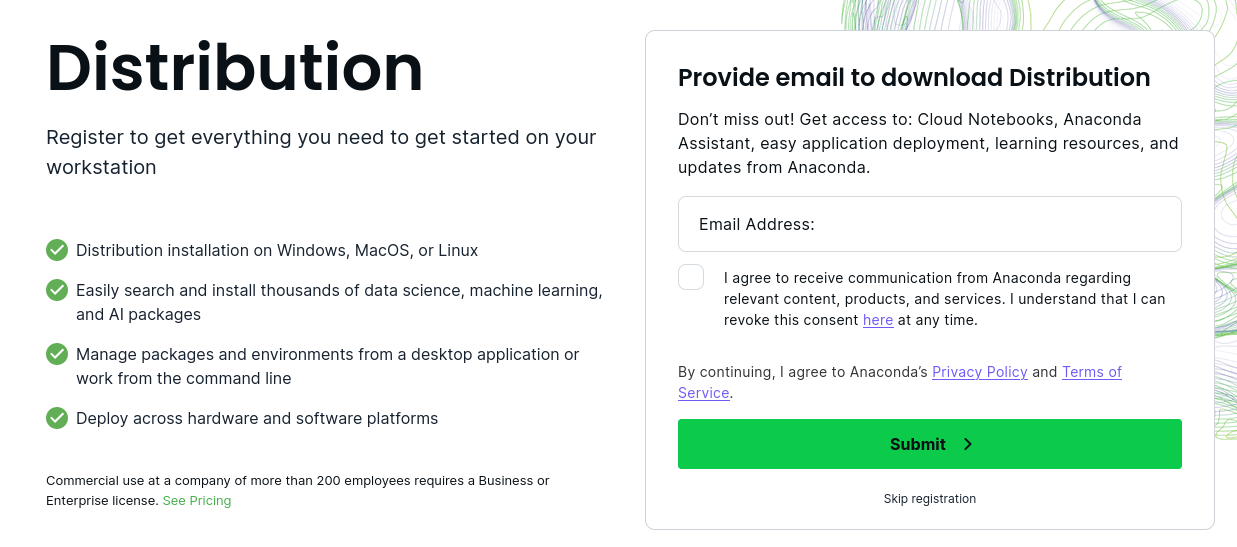 Distribution
Register to get everything you need to get started on your
workstation
Distribution installation on Windows, MacOS, or Linux
Easily search and install thousands of data science, machine learning,
and AI packages
Manage packages and environments from a desktop application or
work from the command line
Deploy across hardware and software platforms
Commercial use at a company of more than 200 employees requires a Business or
Enterprise license. See Pricing
Provide email to download Distribution
Don’t miss out! Get access to: Cloud Notebooks, Anaconda
Assistant, easy application deployment, learning resources, and
updates from Anaconda.
Email Address:
I agree to receive communication from Anaconda regarding
relevant content, products, and services. I understand that I can
revoke this consent here at any time.
By continuing, I agree to Anaconda’s Privacy Policy and Terms of
Service.
Submit
Skip registration